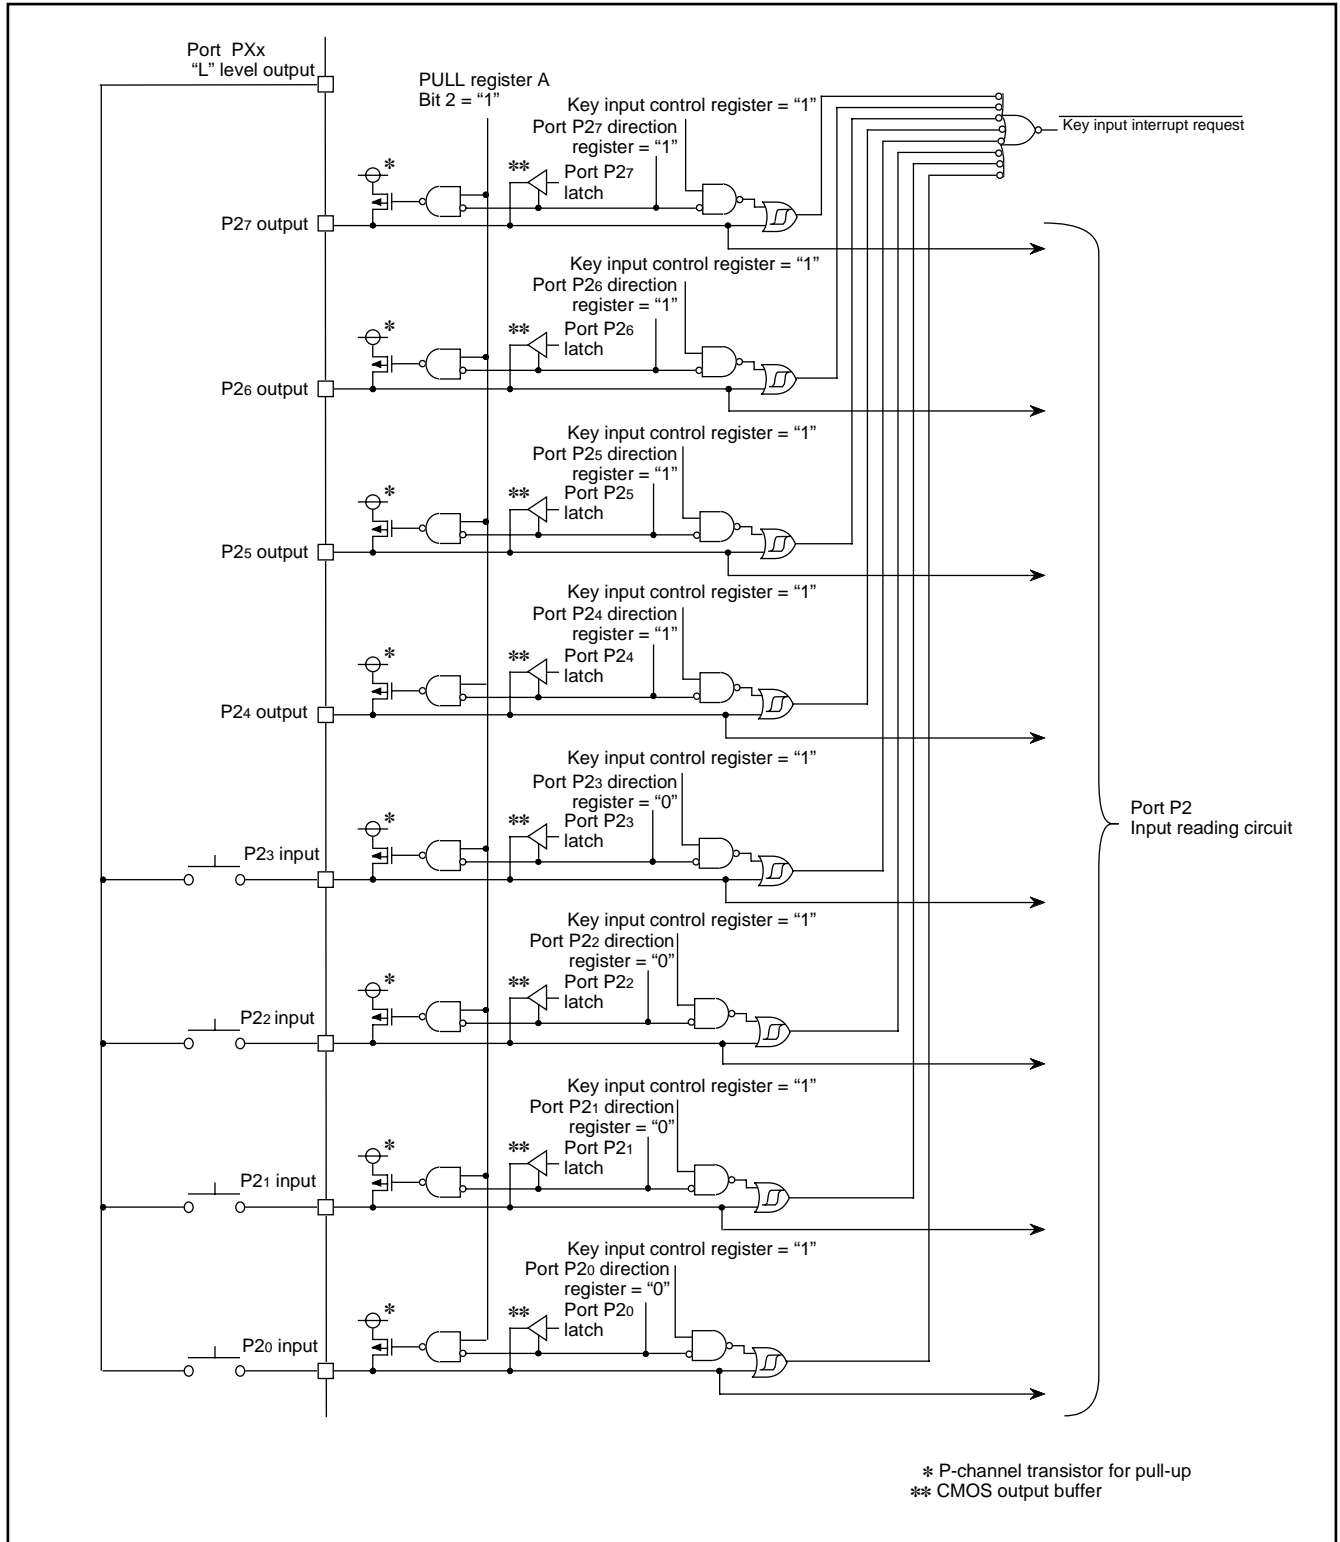 Port PXx
“L” level output
PULL register A
Bit 2 = “1”
Key input control register = “1”
Port P27 direction
register = “1”
Key input interrupt request
*
**
Port P27
latch
P27 output
Key input control register = “1”
Port P26 direction
register = “1”
*
**
Port P26
latch
P26 output
Key input control register = “1”
Port P25 direction
register = “1”
*
**
Port P25
latch
P25 output
Key input control register = “1”
Port P24 direction
register = “1”
*
**
Port P24
latch
P24 output
Key input control register = “1”
Port P23 direction
register = “0”
*
**
Port P23
latch
P23 input
Port P2
Input reading circuit
Key input control register = “1”
Port P22 direction
register = “0”
*
**
Port P22
latch
P22 input
Key input control register = “1”
Port P21 direction
register = “0”
*
**
Port P21
latch
P21 input
Key input control register = “1”
Port P20 direction
register = “0”
*
**
Port P20
latch
P20 input
* P-channel transistor for pull-up
** CMOS output buffer